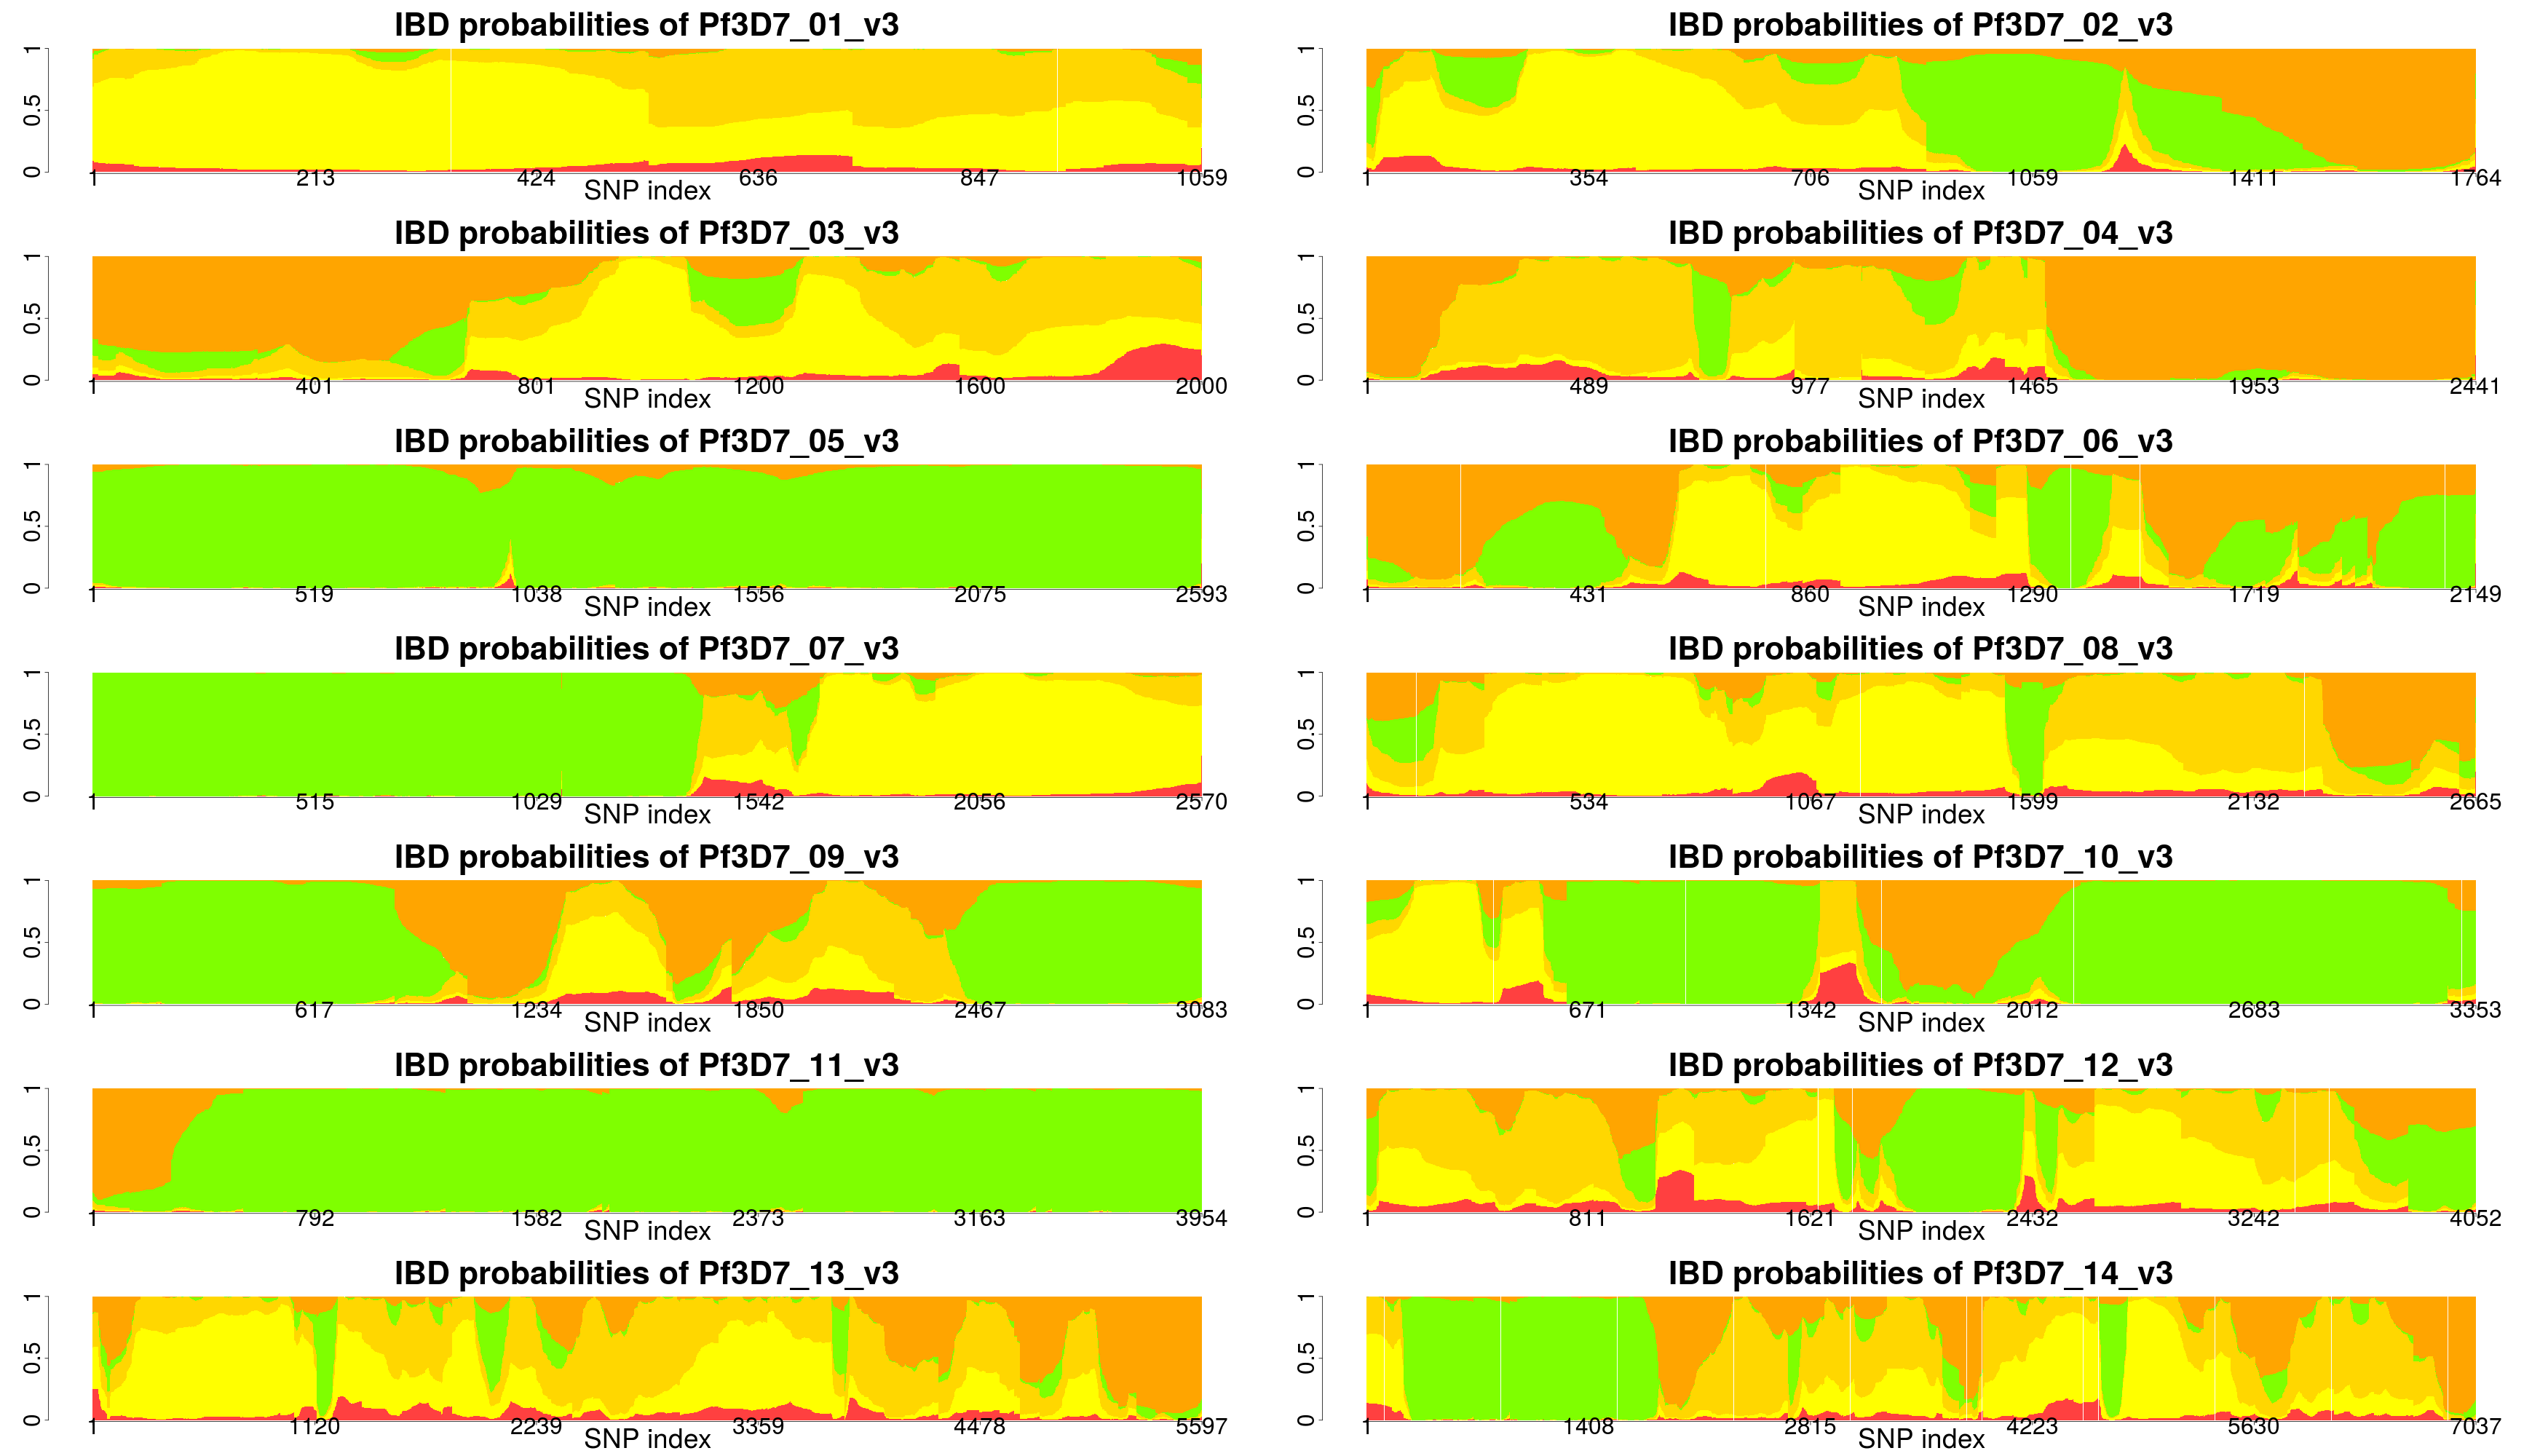 IBD probabilities of Pf3D7_01_v3
0 0.5 1
1 213 424 636 847 1059
SNP index
IBD probabilities of Pf3D7_02_v3
0 0.5 1
1 354 706 1059 1411 1764
SNP index
IBD probabilities of Pf3D7_03_v3
0 0.5 1
1 401 801 1200 1600 2000
SNP index
IBD probabilities of Pf3D7_04_v3
0 0.5 1
1 489 977 1465 1953 2441
SNP index
IBD probabilities of Pf3D7_05_v3
0 0.5 1
1 519 1038 1556 2075 2593
SNP index
IBD probabilities of Pf3D7_06_v3
0 0.5 1
1 431 860 1290 1719 2149
SNP index
IBD probabilities of Pf3D7_07_v3
0 0.5 1
1 515 1029 1542 2056 2570
SNP index
IBD probabilities of Pf3D7_08_v3
0 0.5 1
1 534 1067 1599 2132 2665
SNP index
IBD probabilities of Pf3D7_09_v3
0 0.5 1
1 617 1234 1850 2467 3083
SNP index
IBD probabilities of Pf3D7_10_v3
0 0.5 1
1 671 1342 2012 2683 3353
SNP index
IBD probabilities of Pf3D7_11_v3
0 0.5 1
1 792 1582 2373 3163 3954
SNP index
IBD probabilities of Pf3D7_12_v3
0 0.5 1
1 811 1621 2432 3242 4052
SNP index
IBD probabilities of Pf3D7_13_v3
0 0.5 1
1 1120 2239 3359 4478 5597
SNP index
IBD probabilities of Pf3D7_14_v3
0 0.5 1
1 1408 2815 4223 5630 7037
SNP index